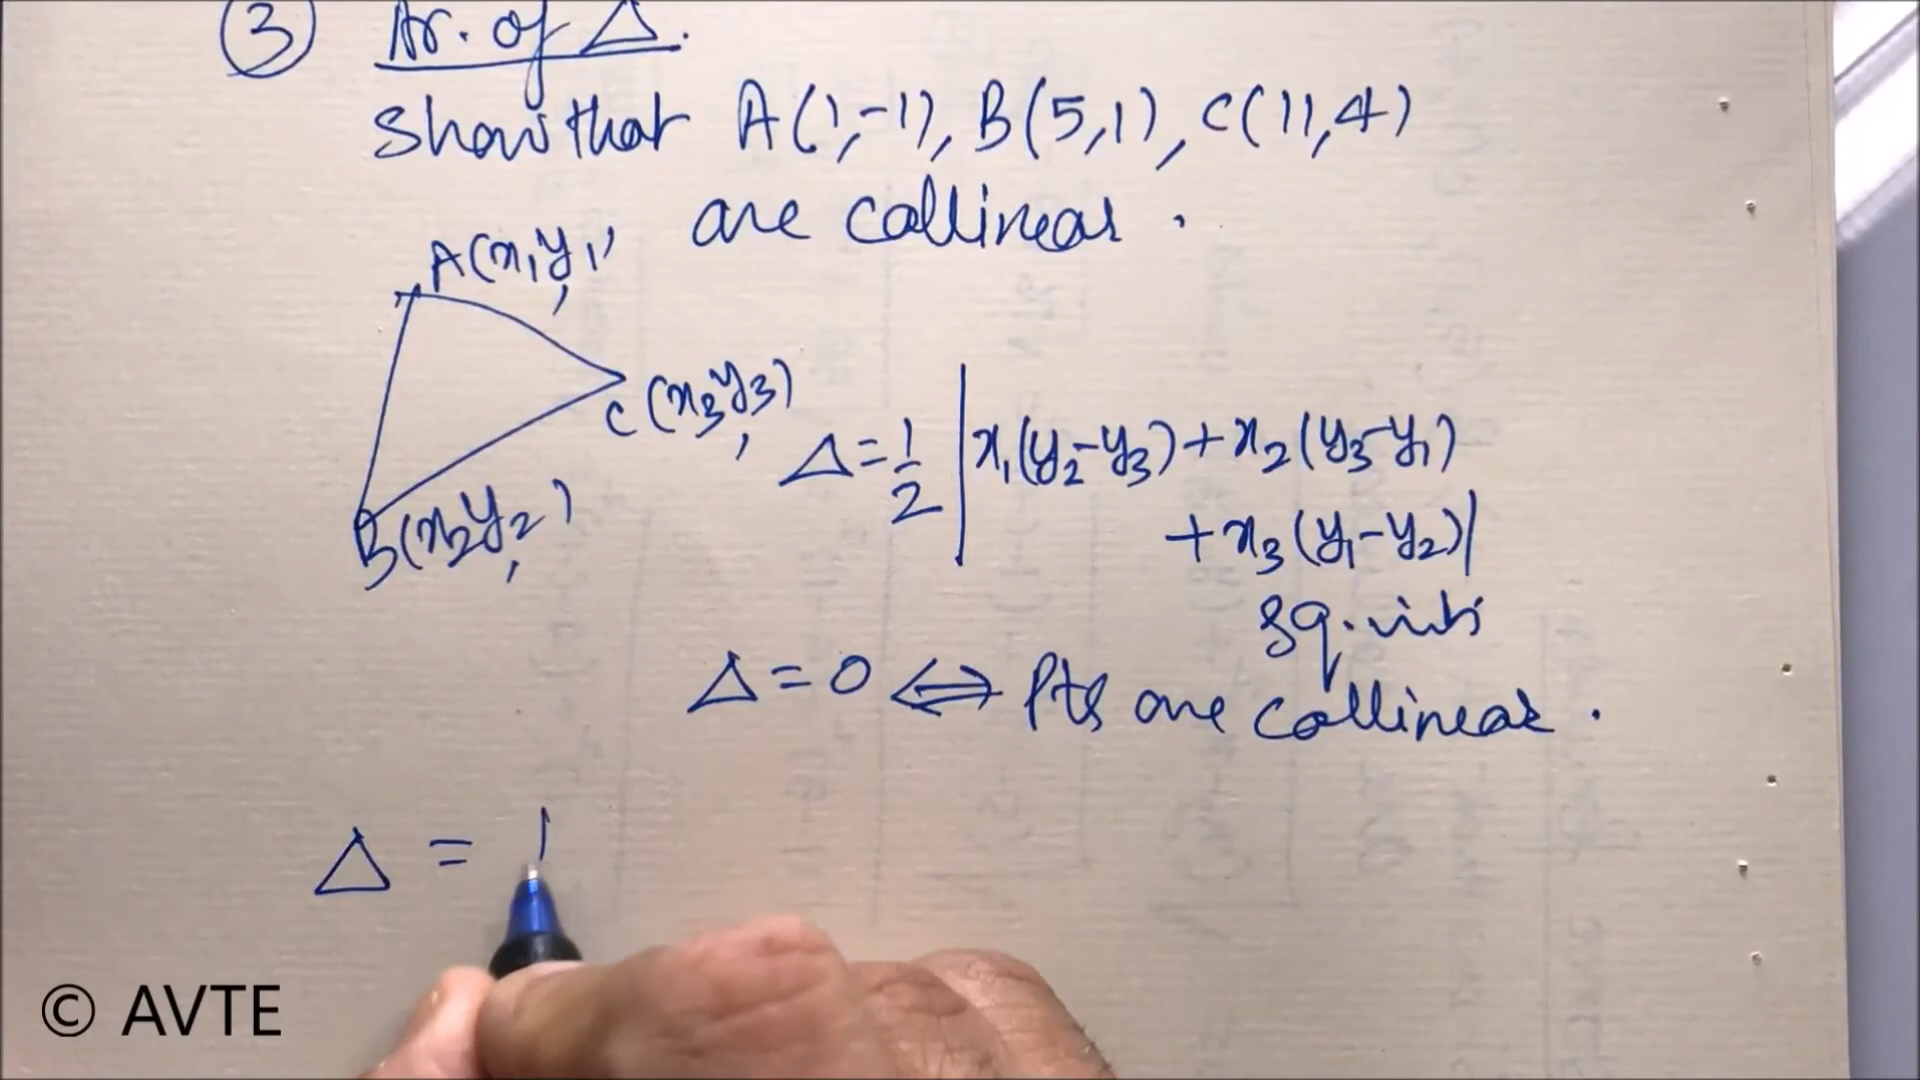 3 Ar. of Δ.
Show that A(1,-1), B(5,1), C(11,4)
are collinear.
A(x₁,y₁)
C(x₃,y₃)
B(x₂,y₂)
Δ=1/2 |x₁(y₂-y₃)+x₂(y₃-y₁)
+x₃(y₁-y₂)|
sq. units
Δ=0 ⟺ Pts are collinear.
Δ = 1
© AVTE